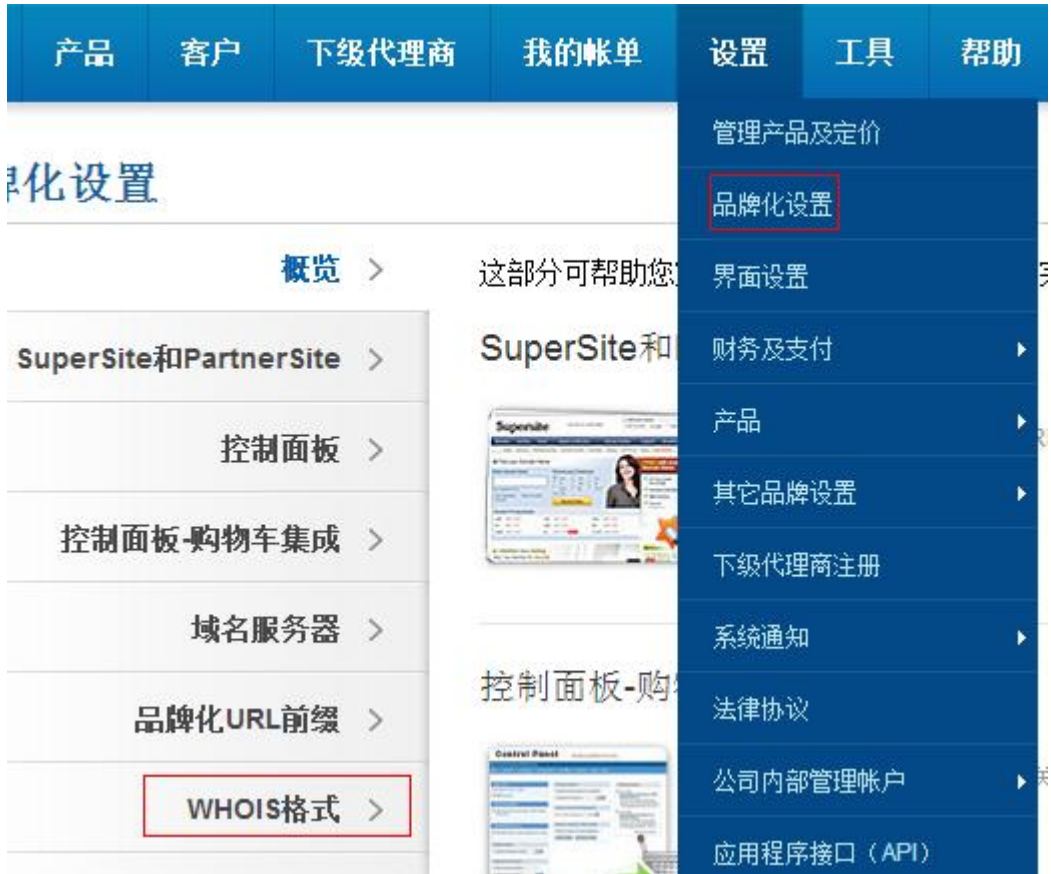 产品 客户 下级代理商 我的帐单 设置 工具 帮助
牌化设置
概览
SuperSite和PartnerSite
控制面板
控制面板-购物车集成
域名服务器
品牌化URL前缀
WHOIS格式
这部分可帮助您
SuperSite和
Supersite
控制面板-购
Control Panel
管理产品及定价
品牌化设置
界面设置
财务及支付
产品
其它品牌设置
下级代理商注册
系统通知
法律协议
公司内部管理帐户
应用程序接口（API）